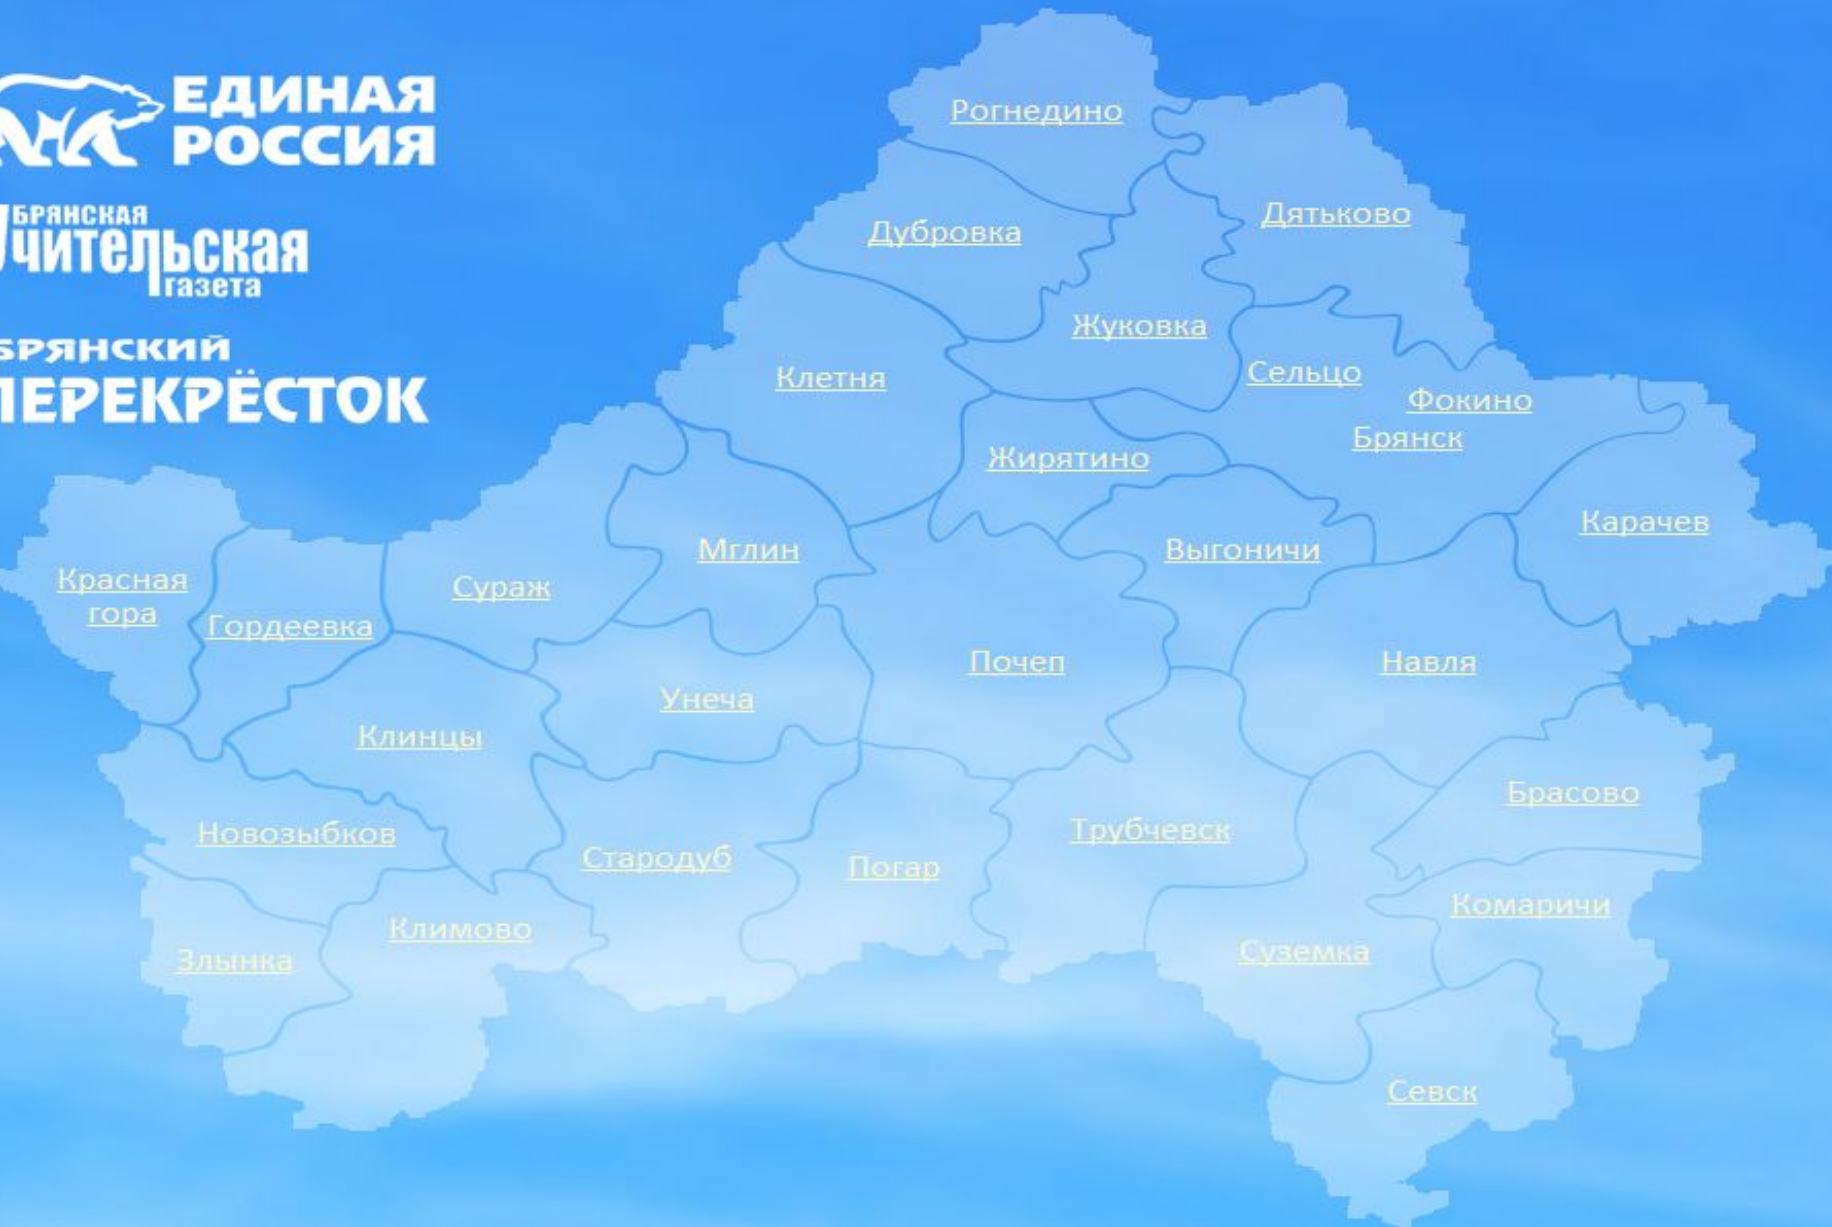 ЕДИНАЯ
РОССИЯ
БРЯНСКАЯ
Учительская
газета
БРЯНСКИЙ
ПЕРЕКРЁСТОК
Рогнедино
Дятьково
Дубровка
Жуковка
Сельцо
Клетня
Фокино
Брянск
Жирятино
Карачев
Мглин
Выгоничи
Красная
гора
Сураж
Гордеевка
Почеп
Навля
Унеча
Клинцы
Брасово
Новозыбков
Трубчевск
Стародуб
Погар
Комаричи
Климово
Суземка
Злынка
Севск